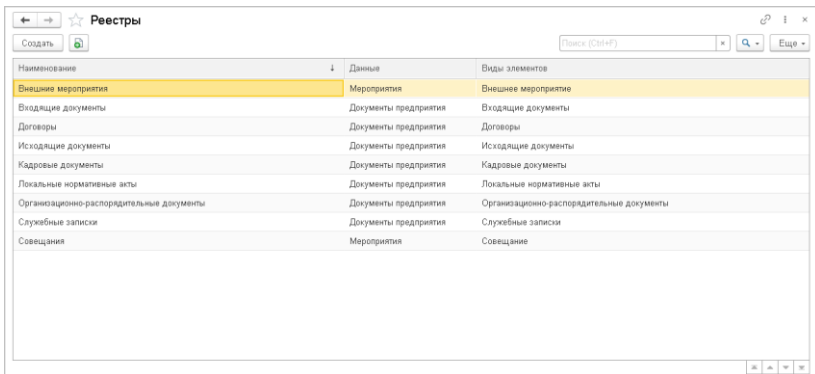 Реестры
Создать Поиск (Ctrl+F) × Еще
Наименование ↓ Данные Виды элементов
Внешние мероприятия Мероприятия Внешнее мероприятие
Входящие документы Документы предприятия Входящие документы
Договоры Документы предприятия Договоры
Исходящие документы Документы предприятия Исходящие документы
Кадровые документы Документы предприятия Кадровые документы
Локальные нормативные акты Документы предприятия Локальные нормативные акты
Организационно-распорядительные документы Документы предприятия Организационно-распорядительные документы
Служебные записки Документы предприятия Служебные записки
Совещания Мероприятия Совещание